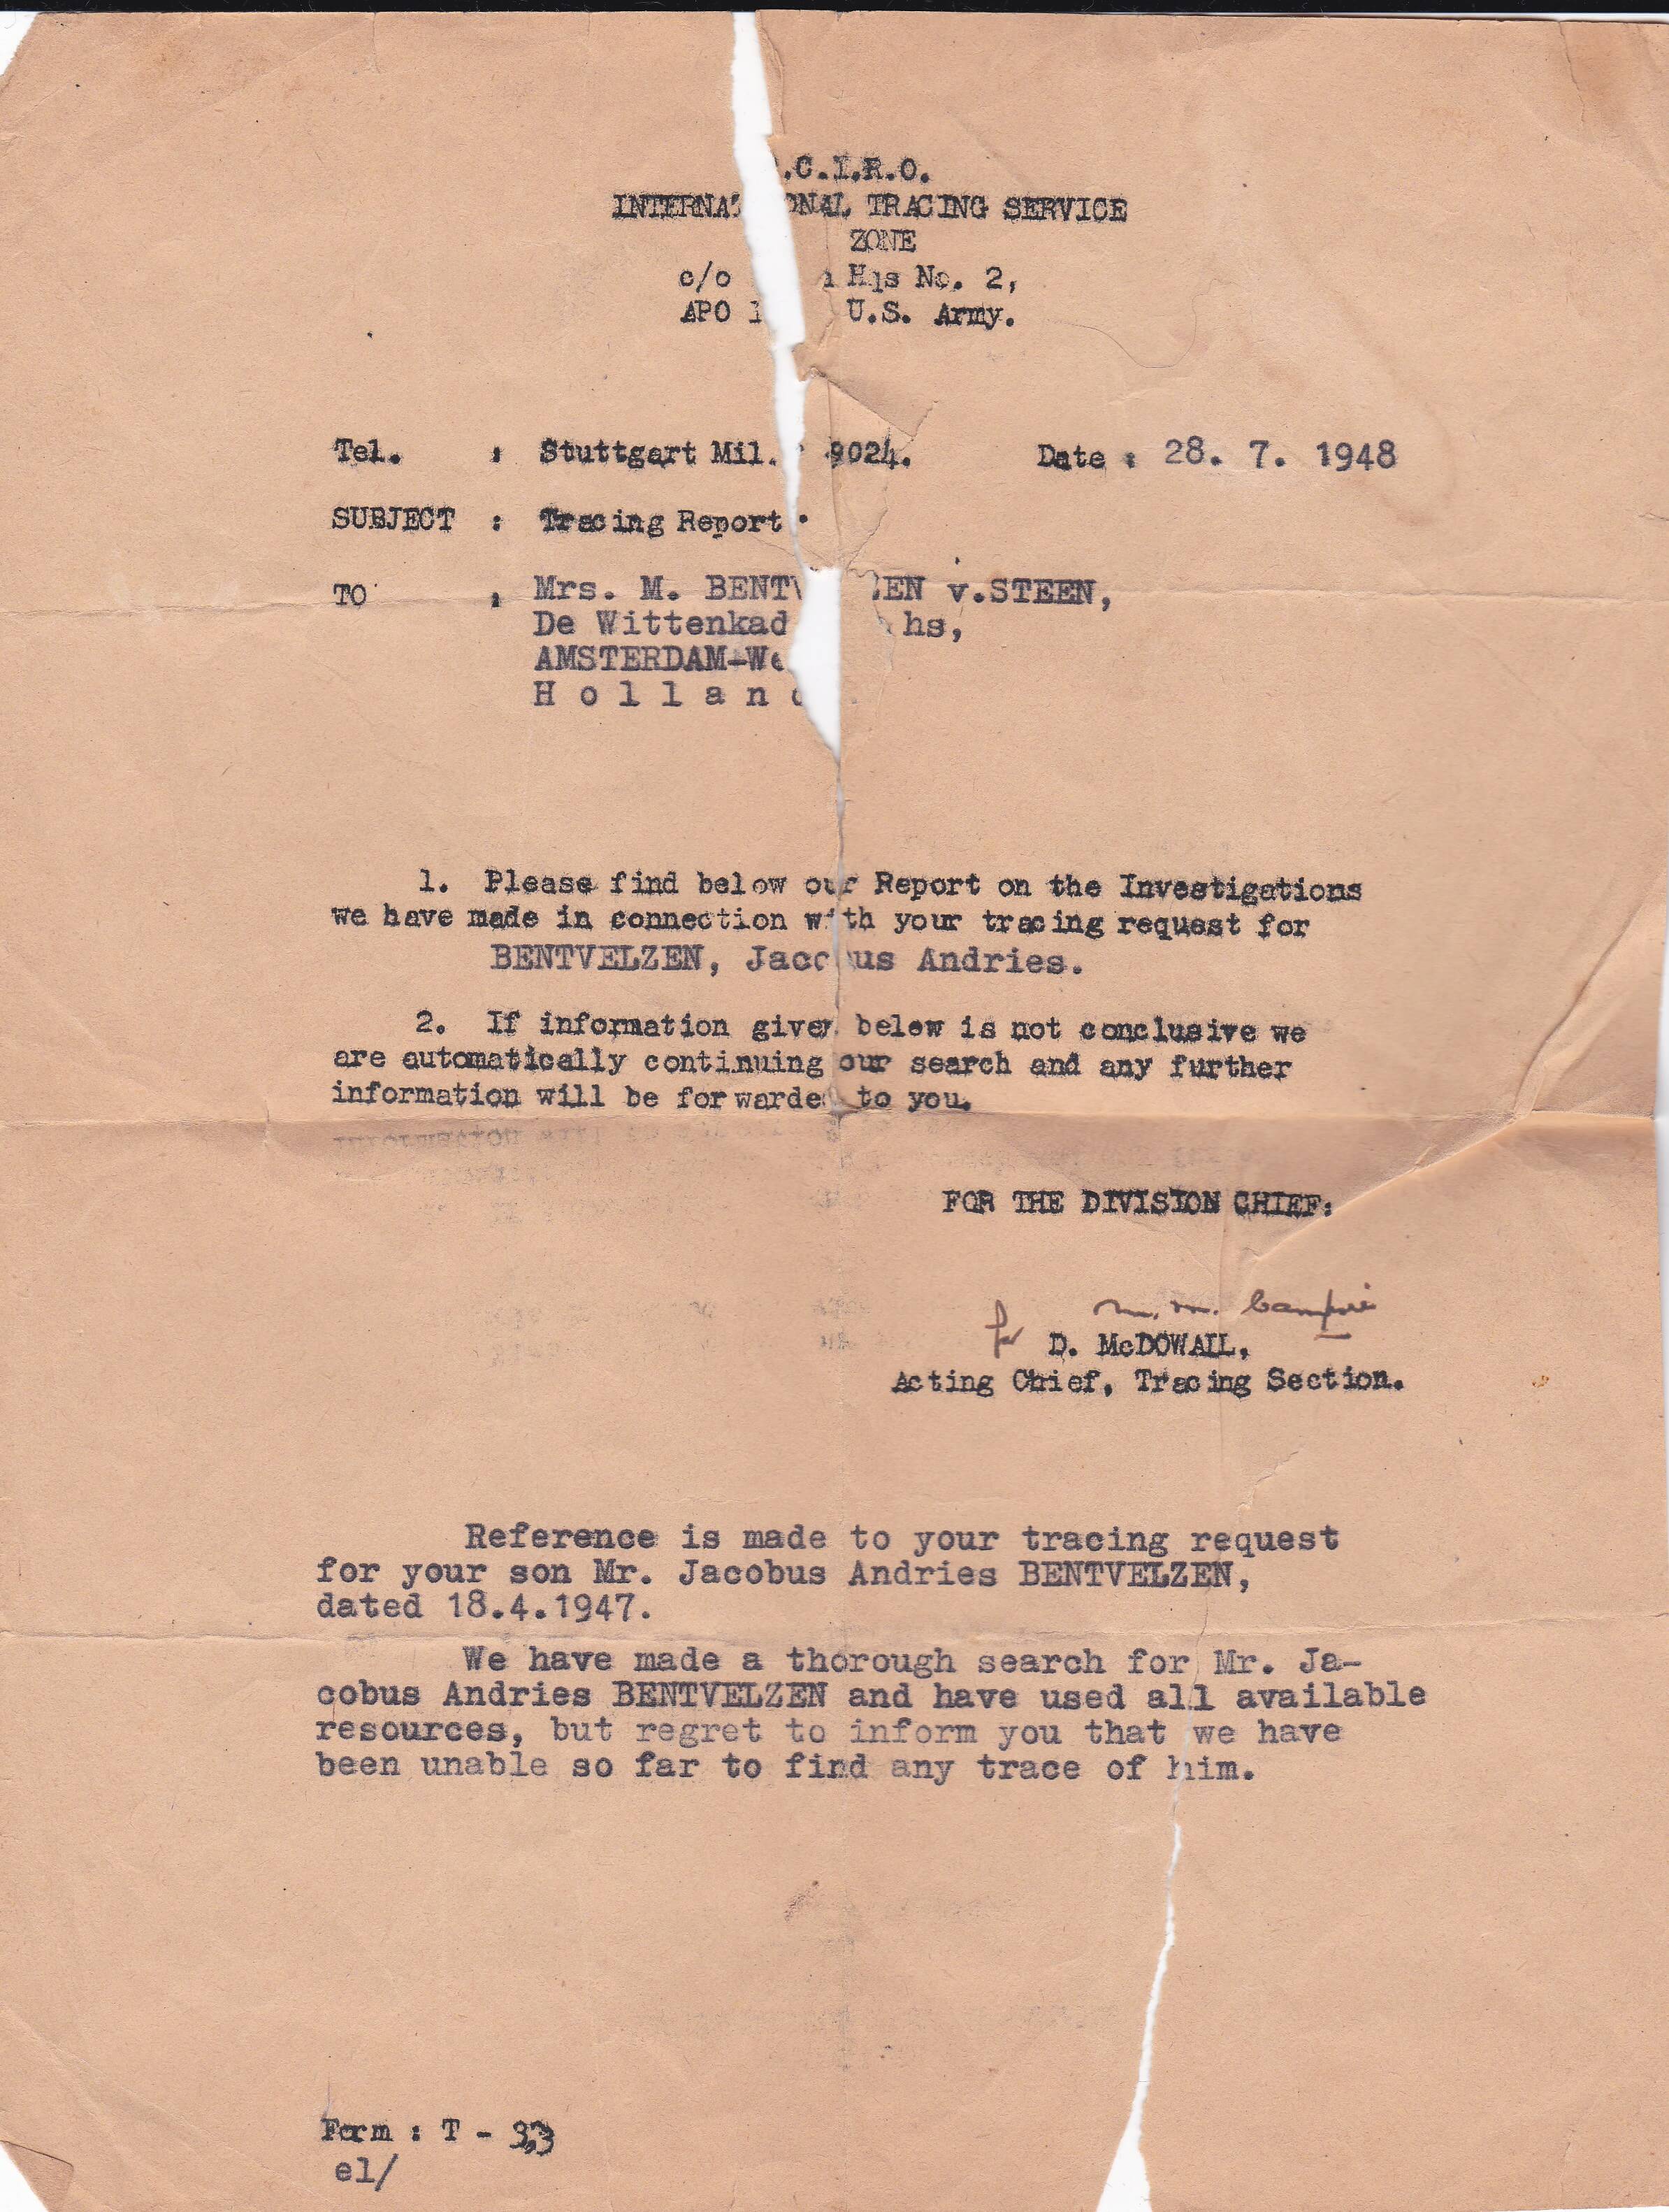 .C.I.R.O.
INTERNA ONAL TRACING SERVICE
ZONE
c/o Hqs No. 2,
APO 1 U.S. Army.
Tel. : Stuttgart Mil. 9024. Date : 28. 7. 1948
SUBJECT : Tracing Report.
TO : Mrs. M. BENTV EN v.STEEN,
De Wittenkad hs,
AMSTERDAM-We
Holland
1. Please find below our Report on the Investigations
we have made in connection with your tracing request for
BENTVELZEN, Jacobus Andries.
2. If information given below is not conclusive we
are automatically continuing our search and any further
information will be forwarded to you.
FOR THE DIVISION CHIEF:
for M. M.
D. McDOWALL,
Acting Chief, Tracing Section.
Reference is made to your tracing request
for your son Mr. Jacobus Andries BENTVELZEN,
dated 18.4.1947.
We have made a thorough search for Mr. Ja-
cobus Andries BENTVELZEN and have used all available
resources, but regret to inform you that we have
been unable so far to find any trace of him.
Form : T - 33
el/